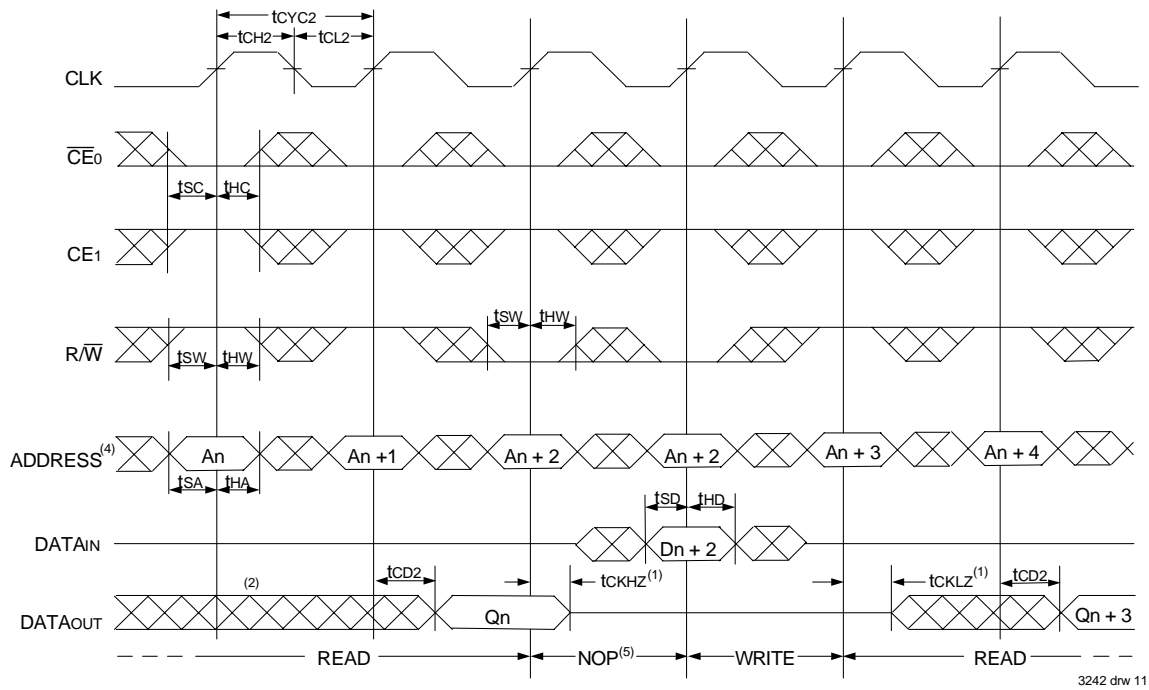 tCYC2
tCH2 tCL2
CLK
CE0
tSC tHC
CE1
tSW tHW
R/W
tSW tHW
ADDRESS(4) An An +1 An + 2 An + 2 An + 3 An + 4
tSA tHA
tSD tHD
DATAIN Dn + 2
(2) tCD2 tCKHZ(1) tCKLZ(1) tCD2
DATAOUT Qn Qn + 3
READ NOP(5) WRITE READ
3242 drw 11